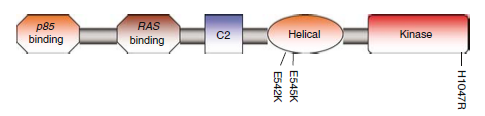 p85
binding
RAS
binding
C2
Helical
Kinase
E542K
E545K
H1047R